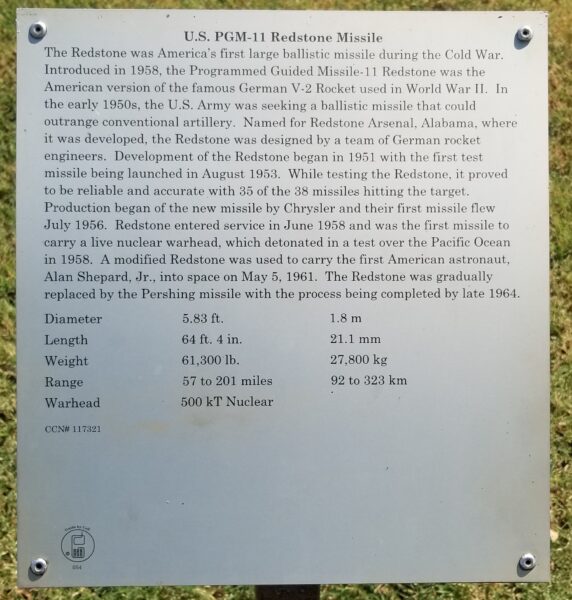 U.S. PGM-11 Redstone Missile
The Redstone was America's first large ballistic missile during the Cold War.
Introduced in 1958, the Programmed Guided Missile-11 Redstone was the
American version of the famous German V-2 Rocket used in World War II. In
the early 1950s, the U.S. Army was seeking a ballistic missile that could
outrange conventional artillery. Named for Redstone Arsenal, Alabama, where
it was developed, the Redstone was designed by a team of German rocket
engineers. Development of the Redstone began in 1951 with the first test
missile being launched in August 1953. While testing the Redstone, it proved
to be reliable and accurate with 35 of the 38 missiles hitting the target.
Production began of the new missile by Chrysler and their first missile flew
July 1956. Redstone entered service in June 1958 and was the first missile to
carry a live nuclear warhead, which detonated in a test over the Pacific Ocean
in 1958. A modified Redstone was used to carry the first American astronaut,
Alan Shepard, Jr., into space on May 5, 1961. The Redstone was gradually
replaced by the Pershing missile with the process being completed by late 1964.
Diameter 5.83 ft. 1.8 m
Length 64 ft. 4 in. 21.1 mm
Weight 61,300 lb. 27,800 kg
Range 57 to 201 miles 92 to 323 km
Warhead 500 kT Nuclear
CCN# 117321
Guide by Cell